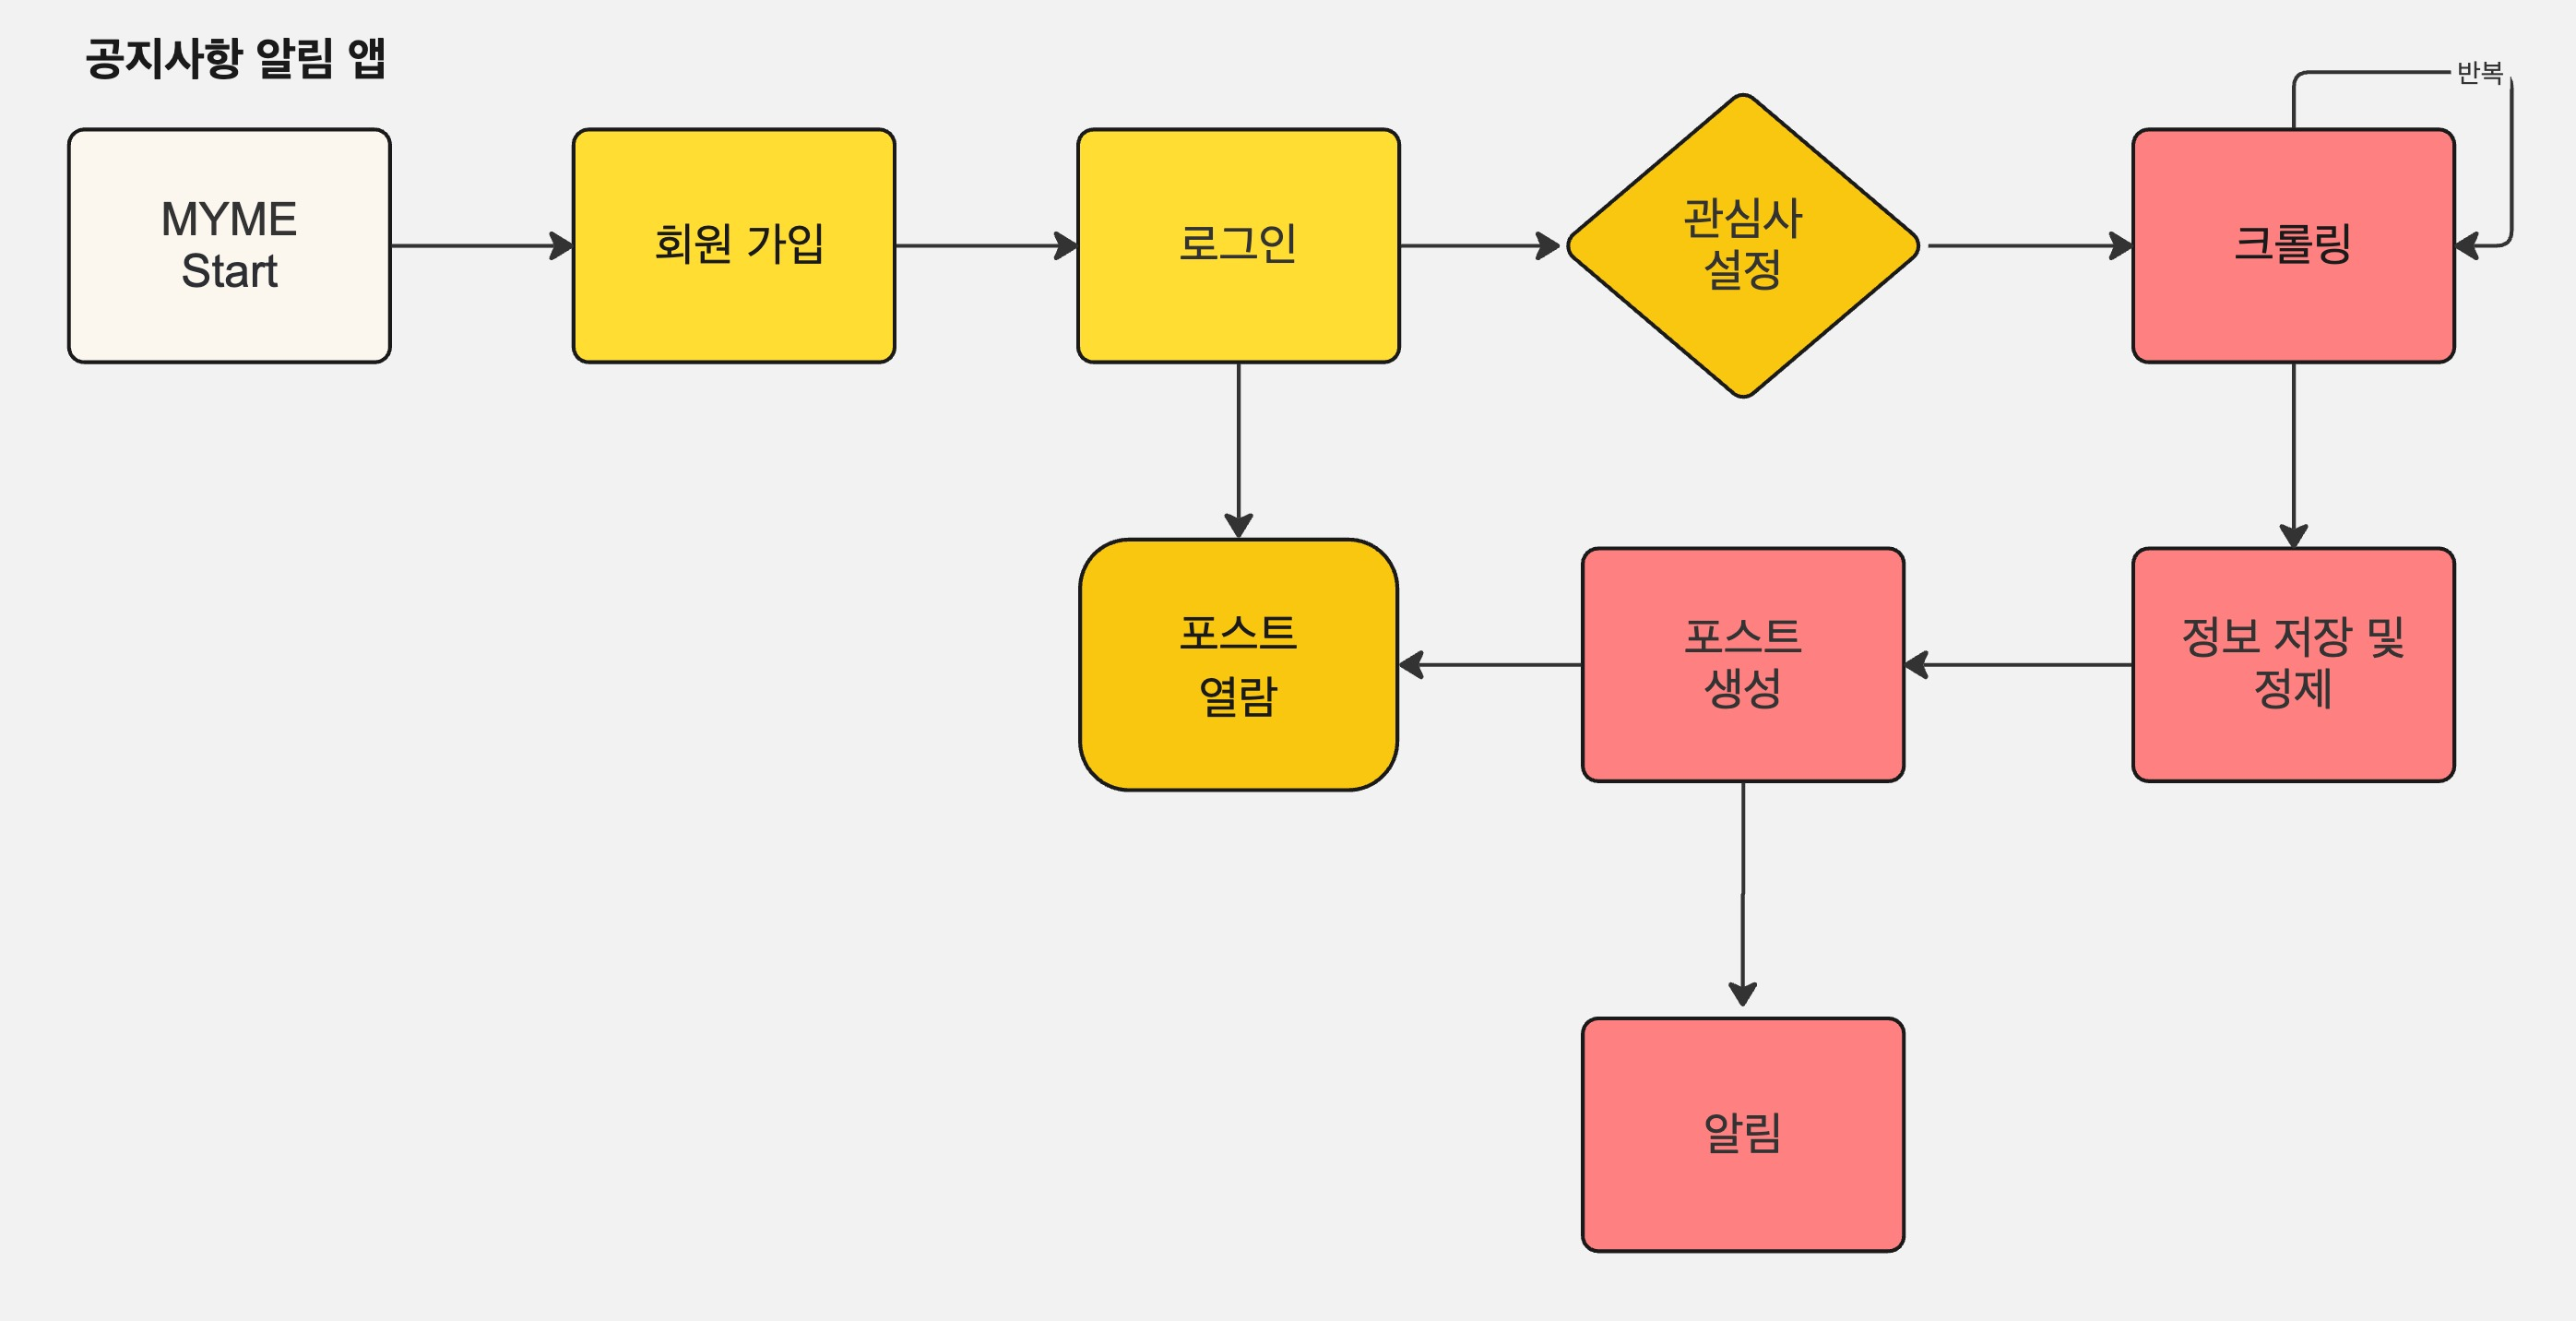 공지사항 알림 앱
반복
MYME
Start
회원 가입
로그인
관심사
설정
크롤링
포스트
열람
포스트
생성
정보 저장 및
정제
알림